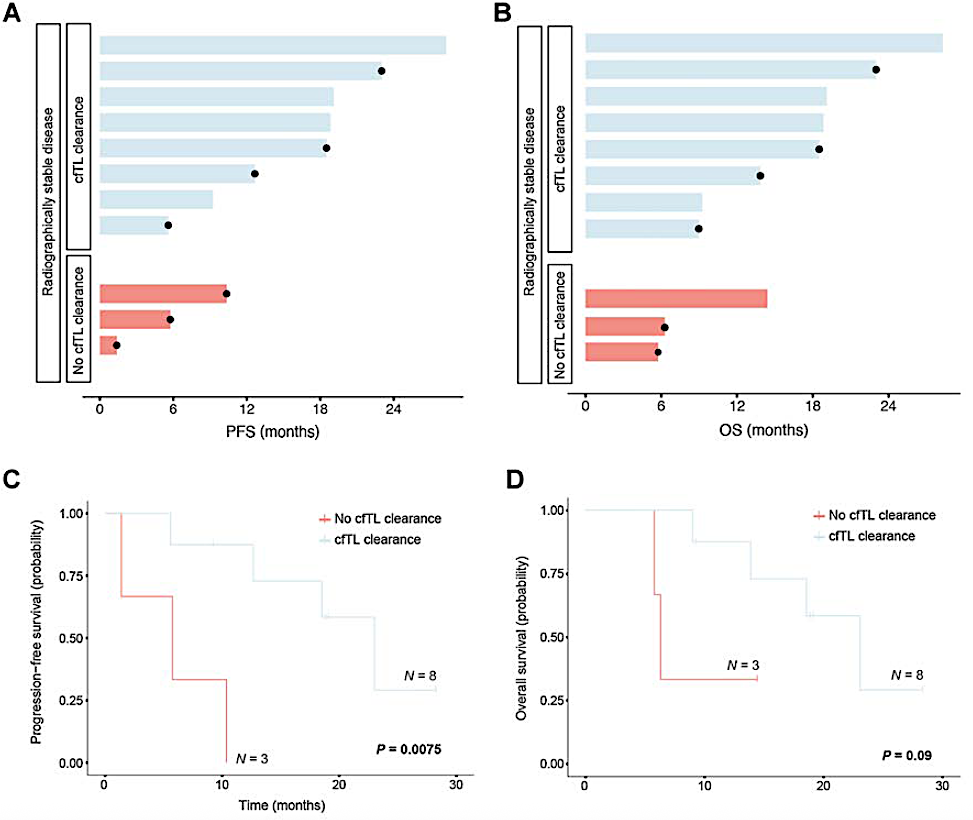 A
B
Radiographically stable disease
cfTL clearance
No cfTL clearance
0 6 12 18 24
PFS (months)
Radiographically stable disease
cfTL clearance
No cfTL clearance
0 6 12 18 24
OS (months)
C
D
Progression-free survival (probability)
1.00
0.75
0.50
0.25
0.00
No cfTL clearance
cfTL clearance
N = 8
N = 3
P = 0.0075
0 10 20 30
Time (months)
Overall survival (probability)
1.00
0.75
0.50
0.25
0.00
No cfTL clearance
cfTL clearance
N = 3
N = 8
P = 0.09
0 10 20 30